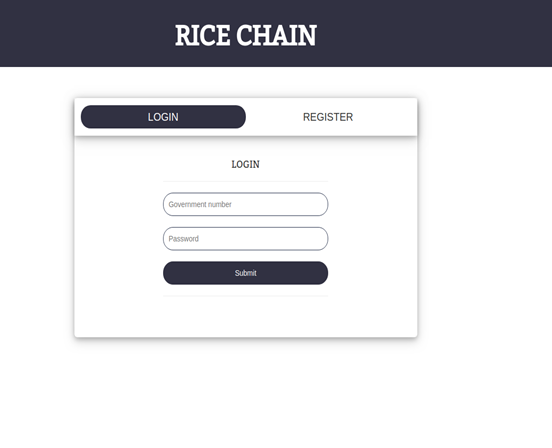 RICE CHAIN
LOGIN
REGISTER
LOGIN
Government number
Password
Submit